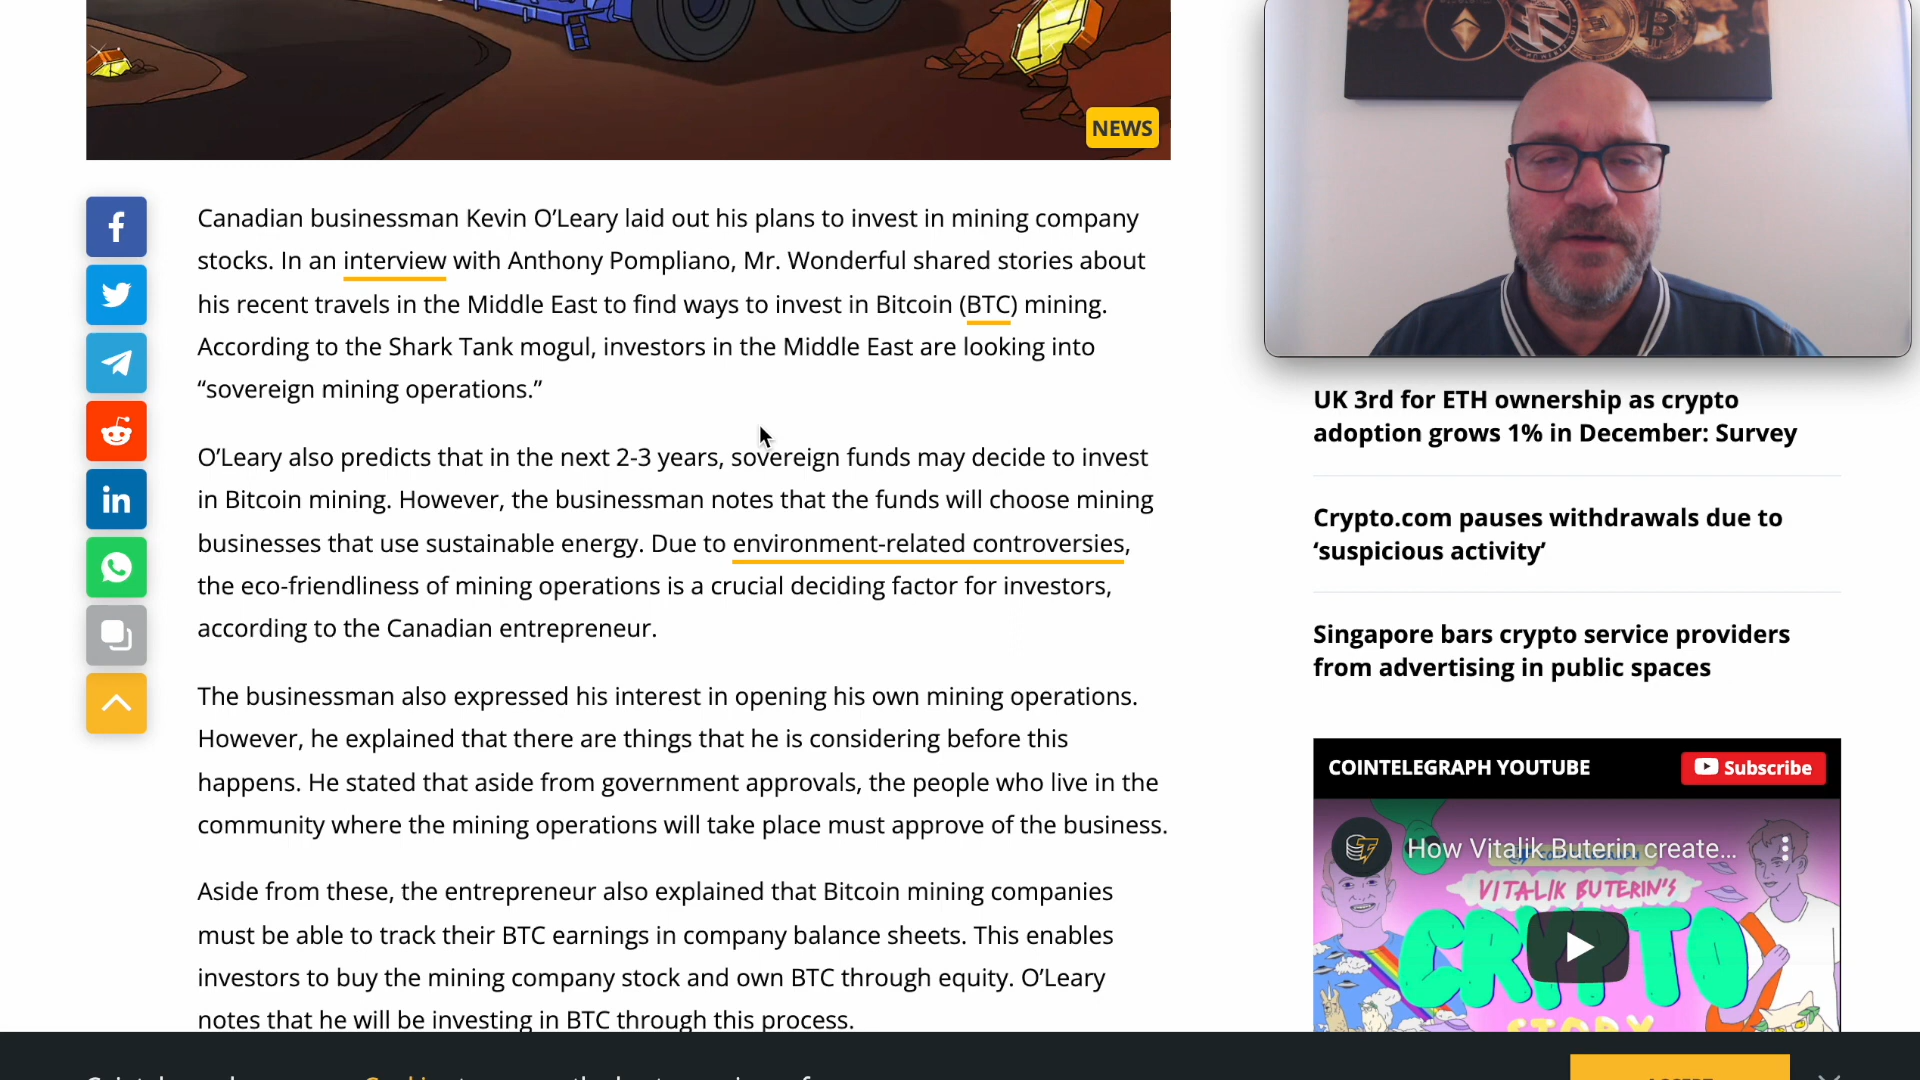 NEWS
Canadian businessman Kevin O’Leary laid out his plans to invest in mining company
stocks. In an interview with Anthony Pompliano, Mr. Wonderful shared stories about
his recent travels in the Middle East to find ways to invest in Bitcoin (BTC) mining.
According to the Shark Tank mogul, investors in the Middle East are looking into
“sovereign mining operations.”
O’Leary also predicts that in the next 2-3 years, sovereign funds may decide to invest
in Bitcoin mining. However, the businessman notes that the funds will choose mining
businesses that use sustainable energy. Due to environment-related controversies,
the eco-friendliness of mining operations is a crucial deciding factor for investors,
according to the Canadian entrepreneur.
The businessman also expressed his interest in opening his own mining operations.
However, he explained that there are things that he is considering before this
happens. He stated that aside from government approvals, the people who live in the
community where the mining operations will take place must approve of the business.
Aside from these, the entrepreneur also explained that Bitcoin mining companies
must be able to track their BTC earnings in company balance sheets. This enables
investors to buy the mining company stock and own BTC through equity. O’Leary
notes that he will be investing in BTC through this process.
UK 3rd for ETH ownership as crypto
adoption grows 1% in December: Survey
Crypto.com pauses withdrawals due to
‘suspicious activity’
Singapore bars crypto service providers
from advertising in public spaces
COINTELEGRAPH YOUTUBE
Subscribe
How Vitalik Buterin create...
VITALIK BUTERIN'S
CRYPTO
STORY